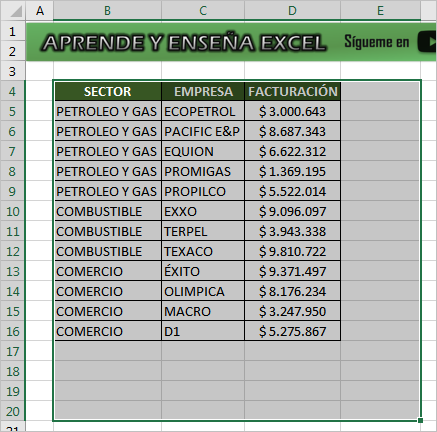 A B C D E
1 APRENDE Y ENSEÑA EXCEL Sígueme en
2
3
4 SECTOR EMPRESA FACTURACIÓN
5 PETROLEO Y GAS ECOPETROL $ 3.000.643
6 PETROLEO Y GAS PACIFIC E&P $ 8.687.343
7 PETROLEO Y GAS EQUION $ 6.622.312
8 PETROLEO Y GAS PROMIGAS $ 1.369.195
9 PETROLEO Y GAS PROPILCO $ 5.522.014
10 COMBUSTIBLE EXXO $ 9.096.097
11 COMBUSTIBLE TERPEL $ 3.943.338
12 COMBUSTIBLE TEXACO $ 9.810.722
13 COMERCIO ÉXITO $ 9.371.497
14 COMERCIO OLIMPICA $ 8.176.234
15 COMERCIO MACRO $ 3.247.950
16 COMERCIO D1 $ 5.275.867
17
18
19
20
21